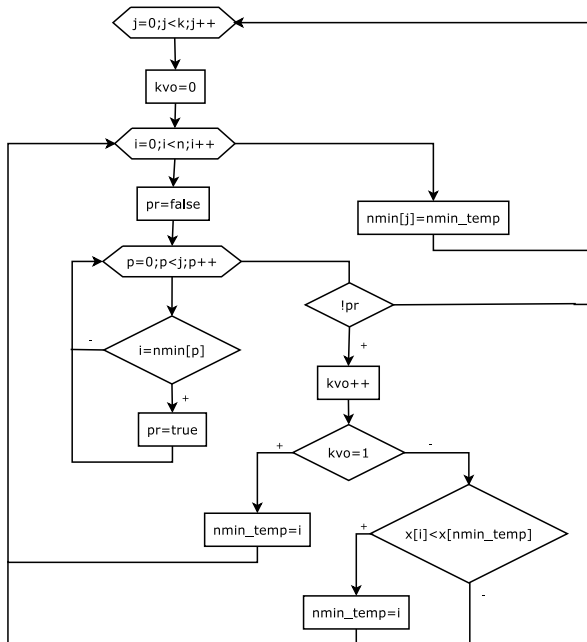 j=0;j<k;j++
kvo=0
i=0;i<n;i++
pr=false
nmin[j]=nmin_temp
p=0;p<j;p++
!pr
i=nmin[p]
-
+
+
kvo++
pr=true
kvo=1
+
-
nmin_temp=i
x[i]<x[nmin_temp]
+
-
nmin_temp=i